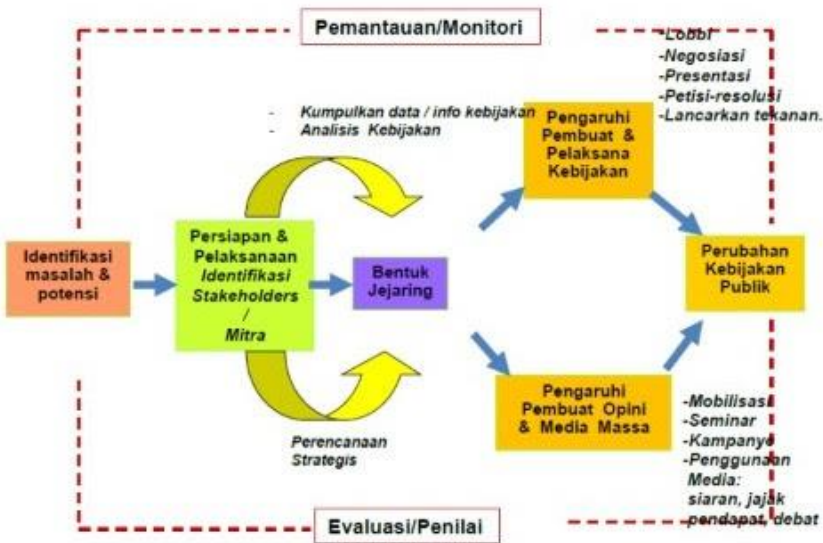 Pemantauan/Monitori
-Lobbi
-Negosiasi
-Presentasi
-Petisi-resolusi
-Lancarkan tekanan.
- Kumpulkan data / info kebijakan
- Analisis Kebijakan
Pengaruhi
Pembuat &
Pelaksana
Kebijakan
Identifikasi
masalah &
potensi
Persiapan &
Pelaksanaan
Identifikasi
Stakeholders
/
Mitra
Bentuk
Jejaring
Perubahan
Kebijakan
Publik
Pengaruhi
Pembuat Opini
& Media Massa
Perencanaan
Strategis
-Mobilisasi
-Seminar
-Kampanye
-Penggunaan
Media:
siaran, jajak
pendapat, debat
Evaluasi/Penilai